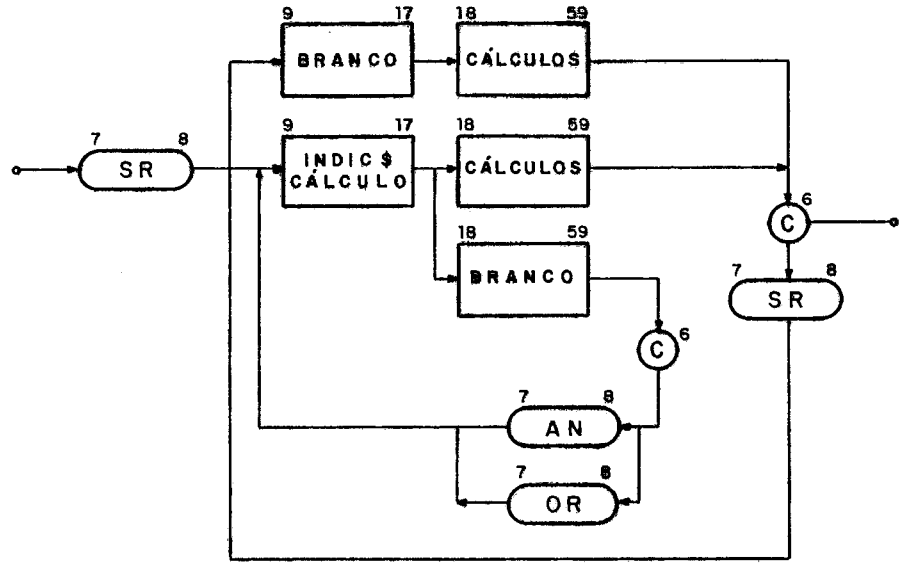 9 17
BRANCO
18 59
CÁLCULOS
7 8
SR
9 17
INDIC $
CÁLCULO
18 59
CÁLCULOS
18 59
BRANCO
C 6
7 8
SR
C 6
7 8
AN
7 8
OR